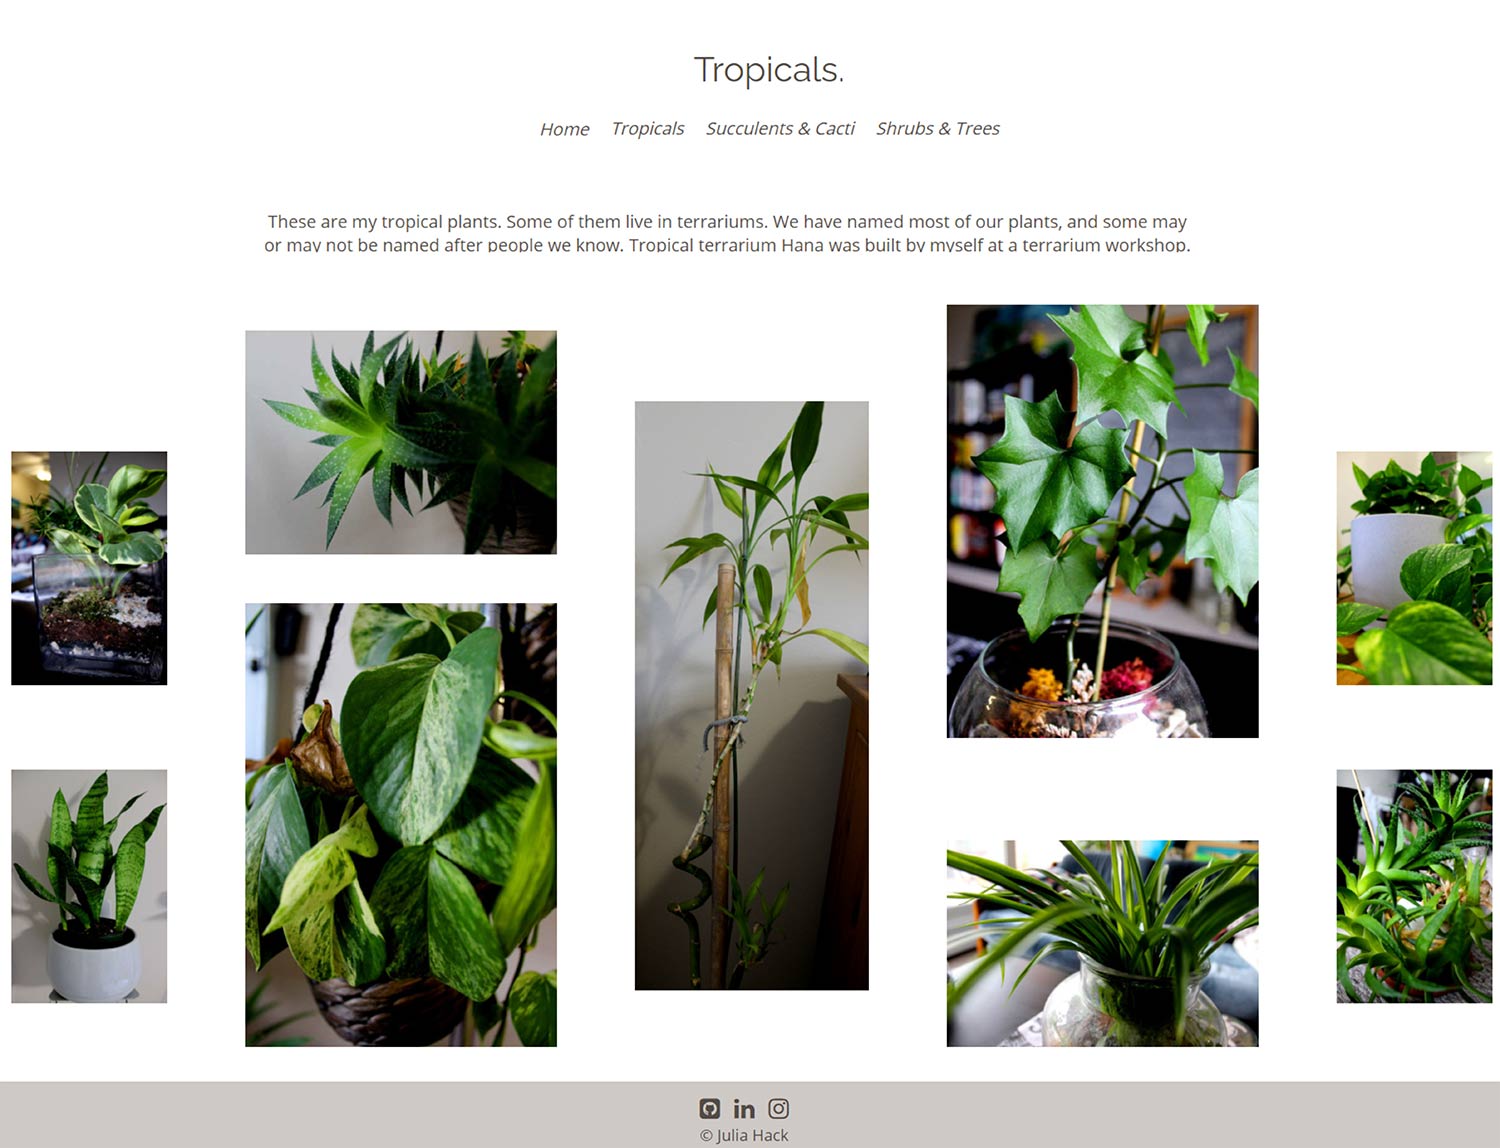 Tropicals.
Home Tropicals Succulents & Cacti Shrubs & Trees
These are my tropical plants. Some of them live in terrariums. We have named most of our plants, and some may
or may not be named after people we know. Tropical terrarium Hana was built by myself at a terrarium workshop.
in
© Julia Hack